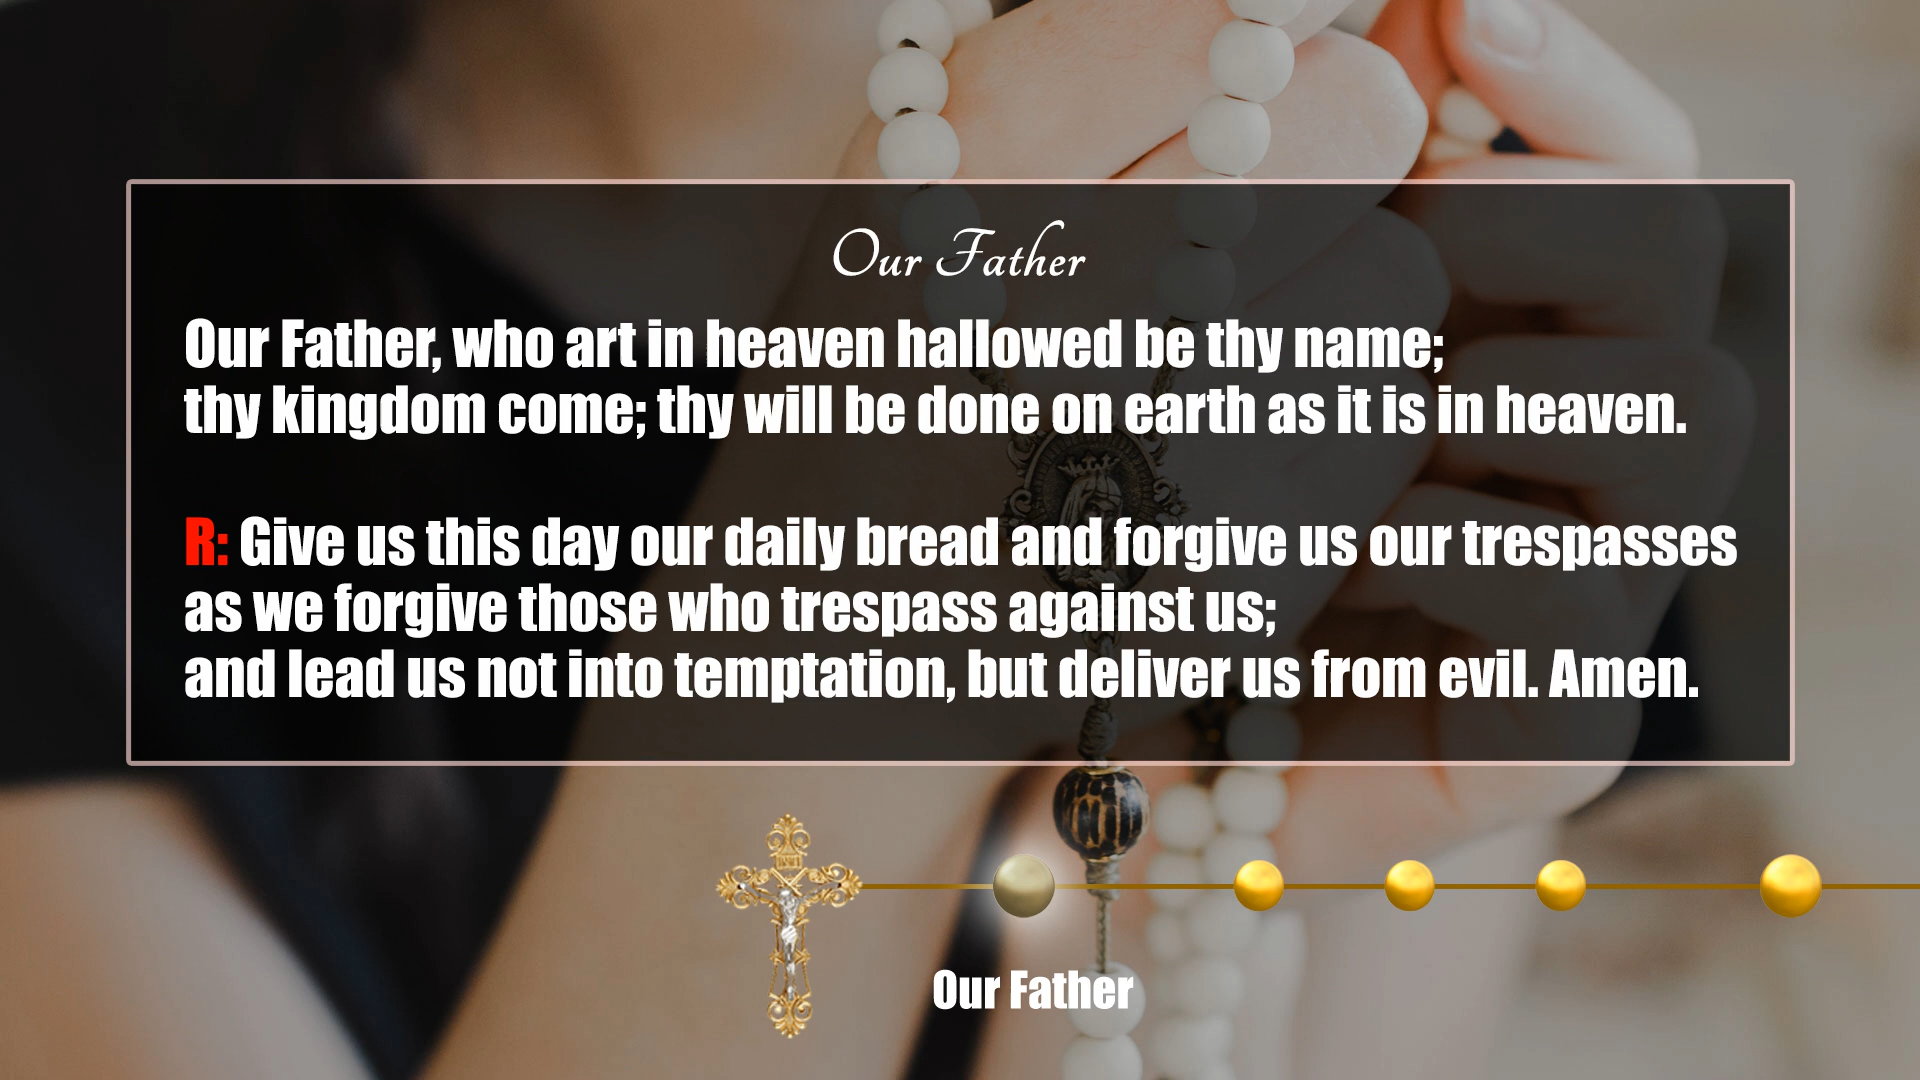 Our Father
Our Father, who art in heaven hallowed be thy name;
thy kingdom come; thy will be done on earth as it is in heaven.
R: Give us this day our daily bread and forgive us our trespasses
as we forgive those who trespass against us;
and lead us not into temptation, but deliver us from evil. Amen.
Our Father